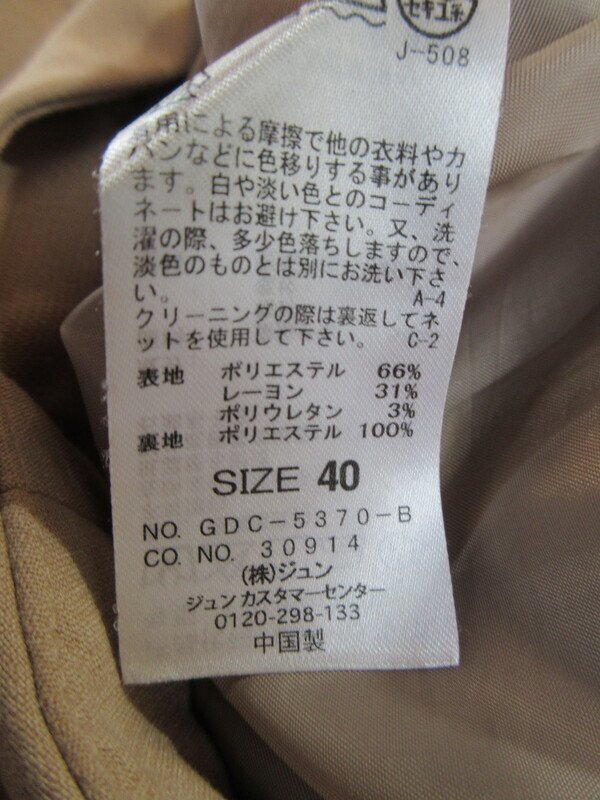 セキユ系
J-508
用による摩擦で他の衣料やカ
バンなどに色移りする事があり
ます。白や淡い色とのコーディ
ネートはお避け下さい。又、洗
濯の際、多少色落ちしますので、
淡色のものとは別にお洗い下さ
い。 A-4
クリーニングの際は裏返してネ
ットを使用して下さい。 C-2
表地 ポリエステル 66%
レーヨン 31%
ポリウレタン 3%
裏地 ポリエステル 100%
SIZE 40
NO. GDC-5370-B
CO. NO. 30914
(株)ジュン
ジュン カスタマーセンター
0120-298-133
中国製